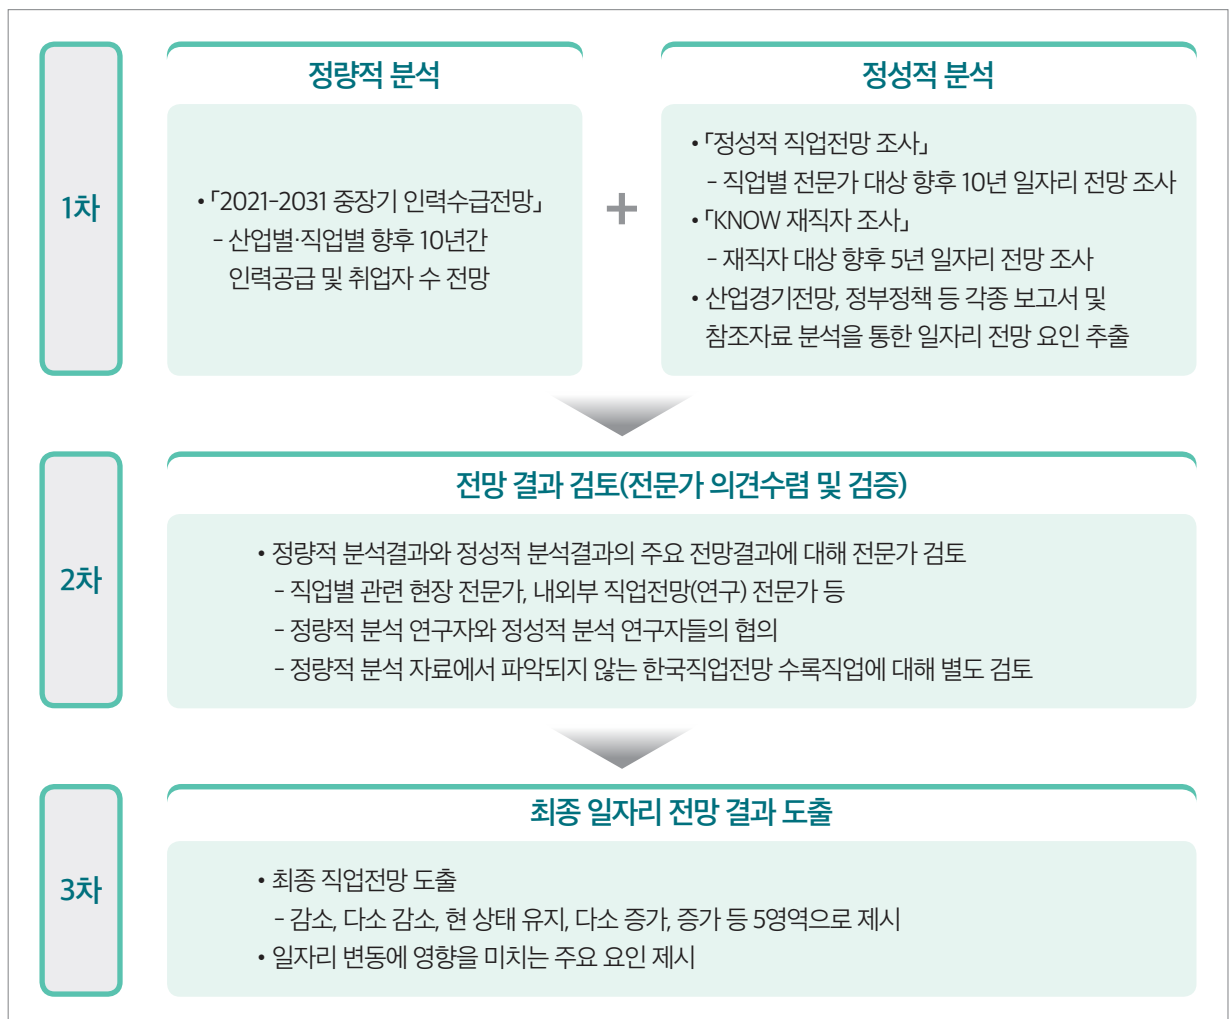 1차
정량적 분석
• 「2021-2031 중장기 인력수급전망」
- 산업별·직업별 향후 10년간
인력공급 및 취업자 수 전망
+
정성적 분석
• 「정성적 직업전망 조사」
- 직업별 전문가 대상 향후 10년 일자리 전망 조사
• 「KNOW 재직자 조사」
- 재직자 대상 향후 5년 일자리 전망 조사
• 산업경기전망, 정부정책 등 각종 보고서 및
참조자료 분석을 통한 일자리 전망 요인 추출
2차
전망 결과 검토(전문가 의견수렴 및 검증)
• 정량적 분석결과와 정성적 분석결과의 주요 전망결과에 대해 전문가 검토
- 직업별 관련 현장 전문가, 내외부 직업전망(연구) 전문가 등
- 정량적 분석 연구자와 정성적 분석 연구자들의 협의
- 정량적 분석 자료에서 파악되지 않는 한국직업전망 수록직업에 대해 별도 검토
3차
최종 일자리 전망 결과 도출
• 최종 직업전망 도출
- 감소, 다소 감소, 현 상태 유지, 다소 증가, 증가 등 5영역으로 제시
• 일자리 변동에 영향을 미치는 주요 요인 제시